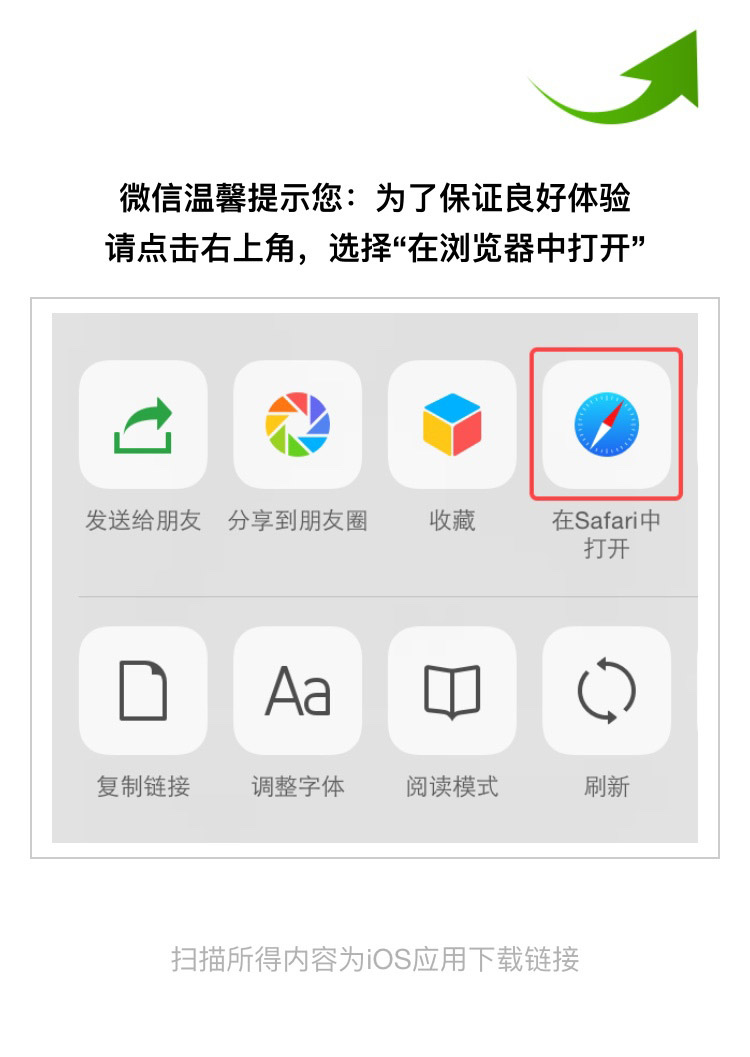 微信温馨提示您：为了保证良好体验
请点击右上角，选择“在浏览器中打开”
发送给朋友
分享到朋友圈
收藏
在Safari中
打开
Aa
复制链接
调整字体
阅读模式
刷新
扫描所得内容为iOS应用下载链接